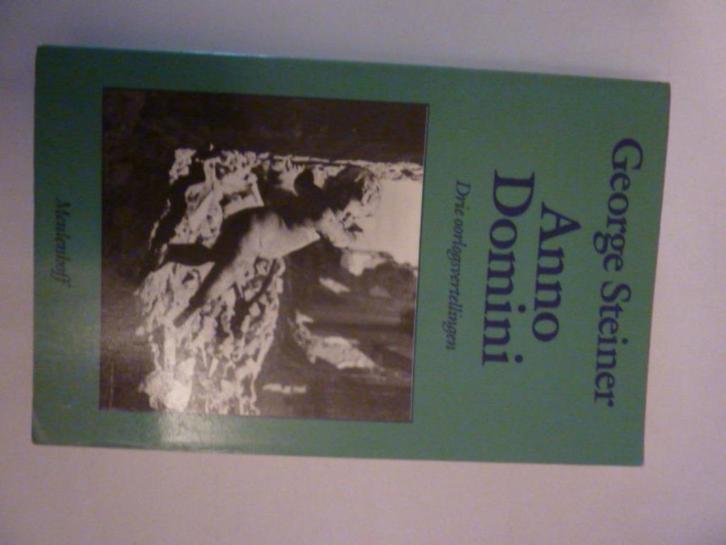 George Steiner
Anno
Domini
Drie oorlogsvertellingen
Meulenhoff